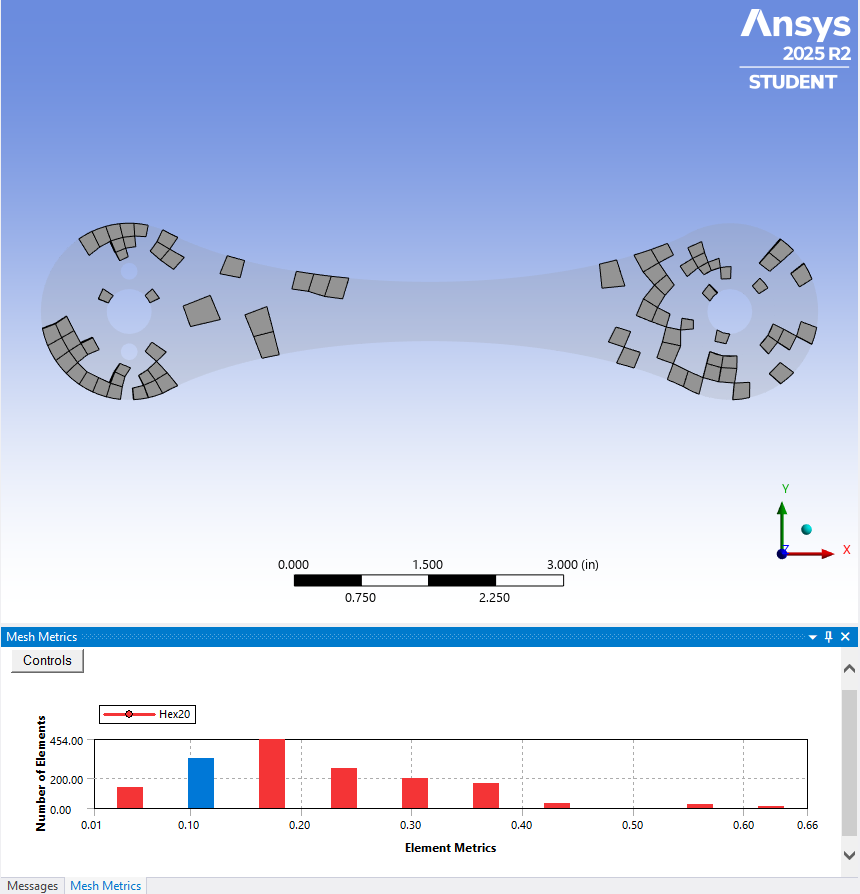 Ansys
2025 R2
STUDENT
Y
Z
X
0.000 1.500 3.000 (in)
0.750 2.250
Mesh Metrics
Controls
Hex20
Number of Elements
454.00
200.00
0.00
0.01 0.10 0.20 0.30 0.40 0.50 0.60 0.66
Element Metrics
Messages Mesh Metrics